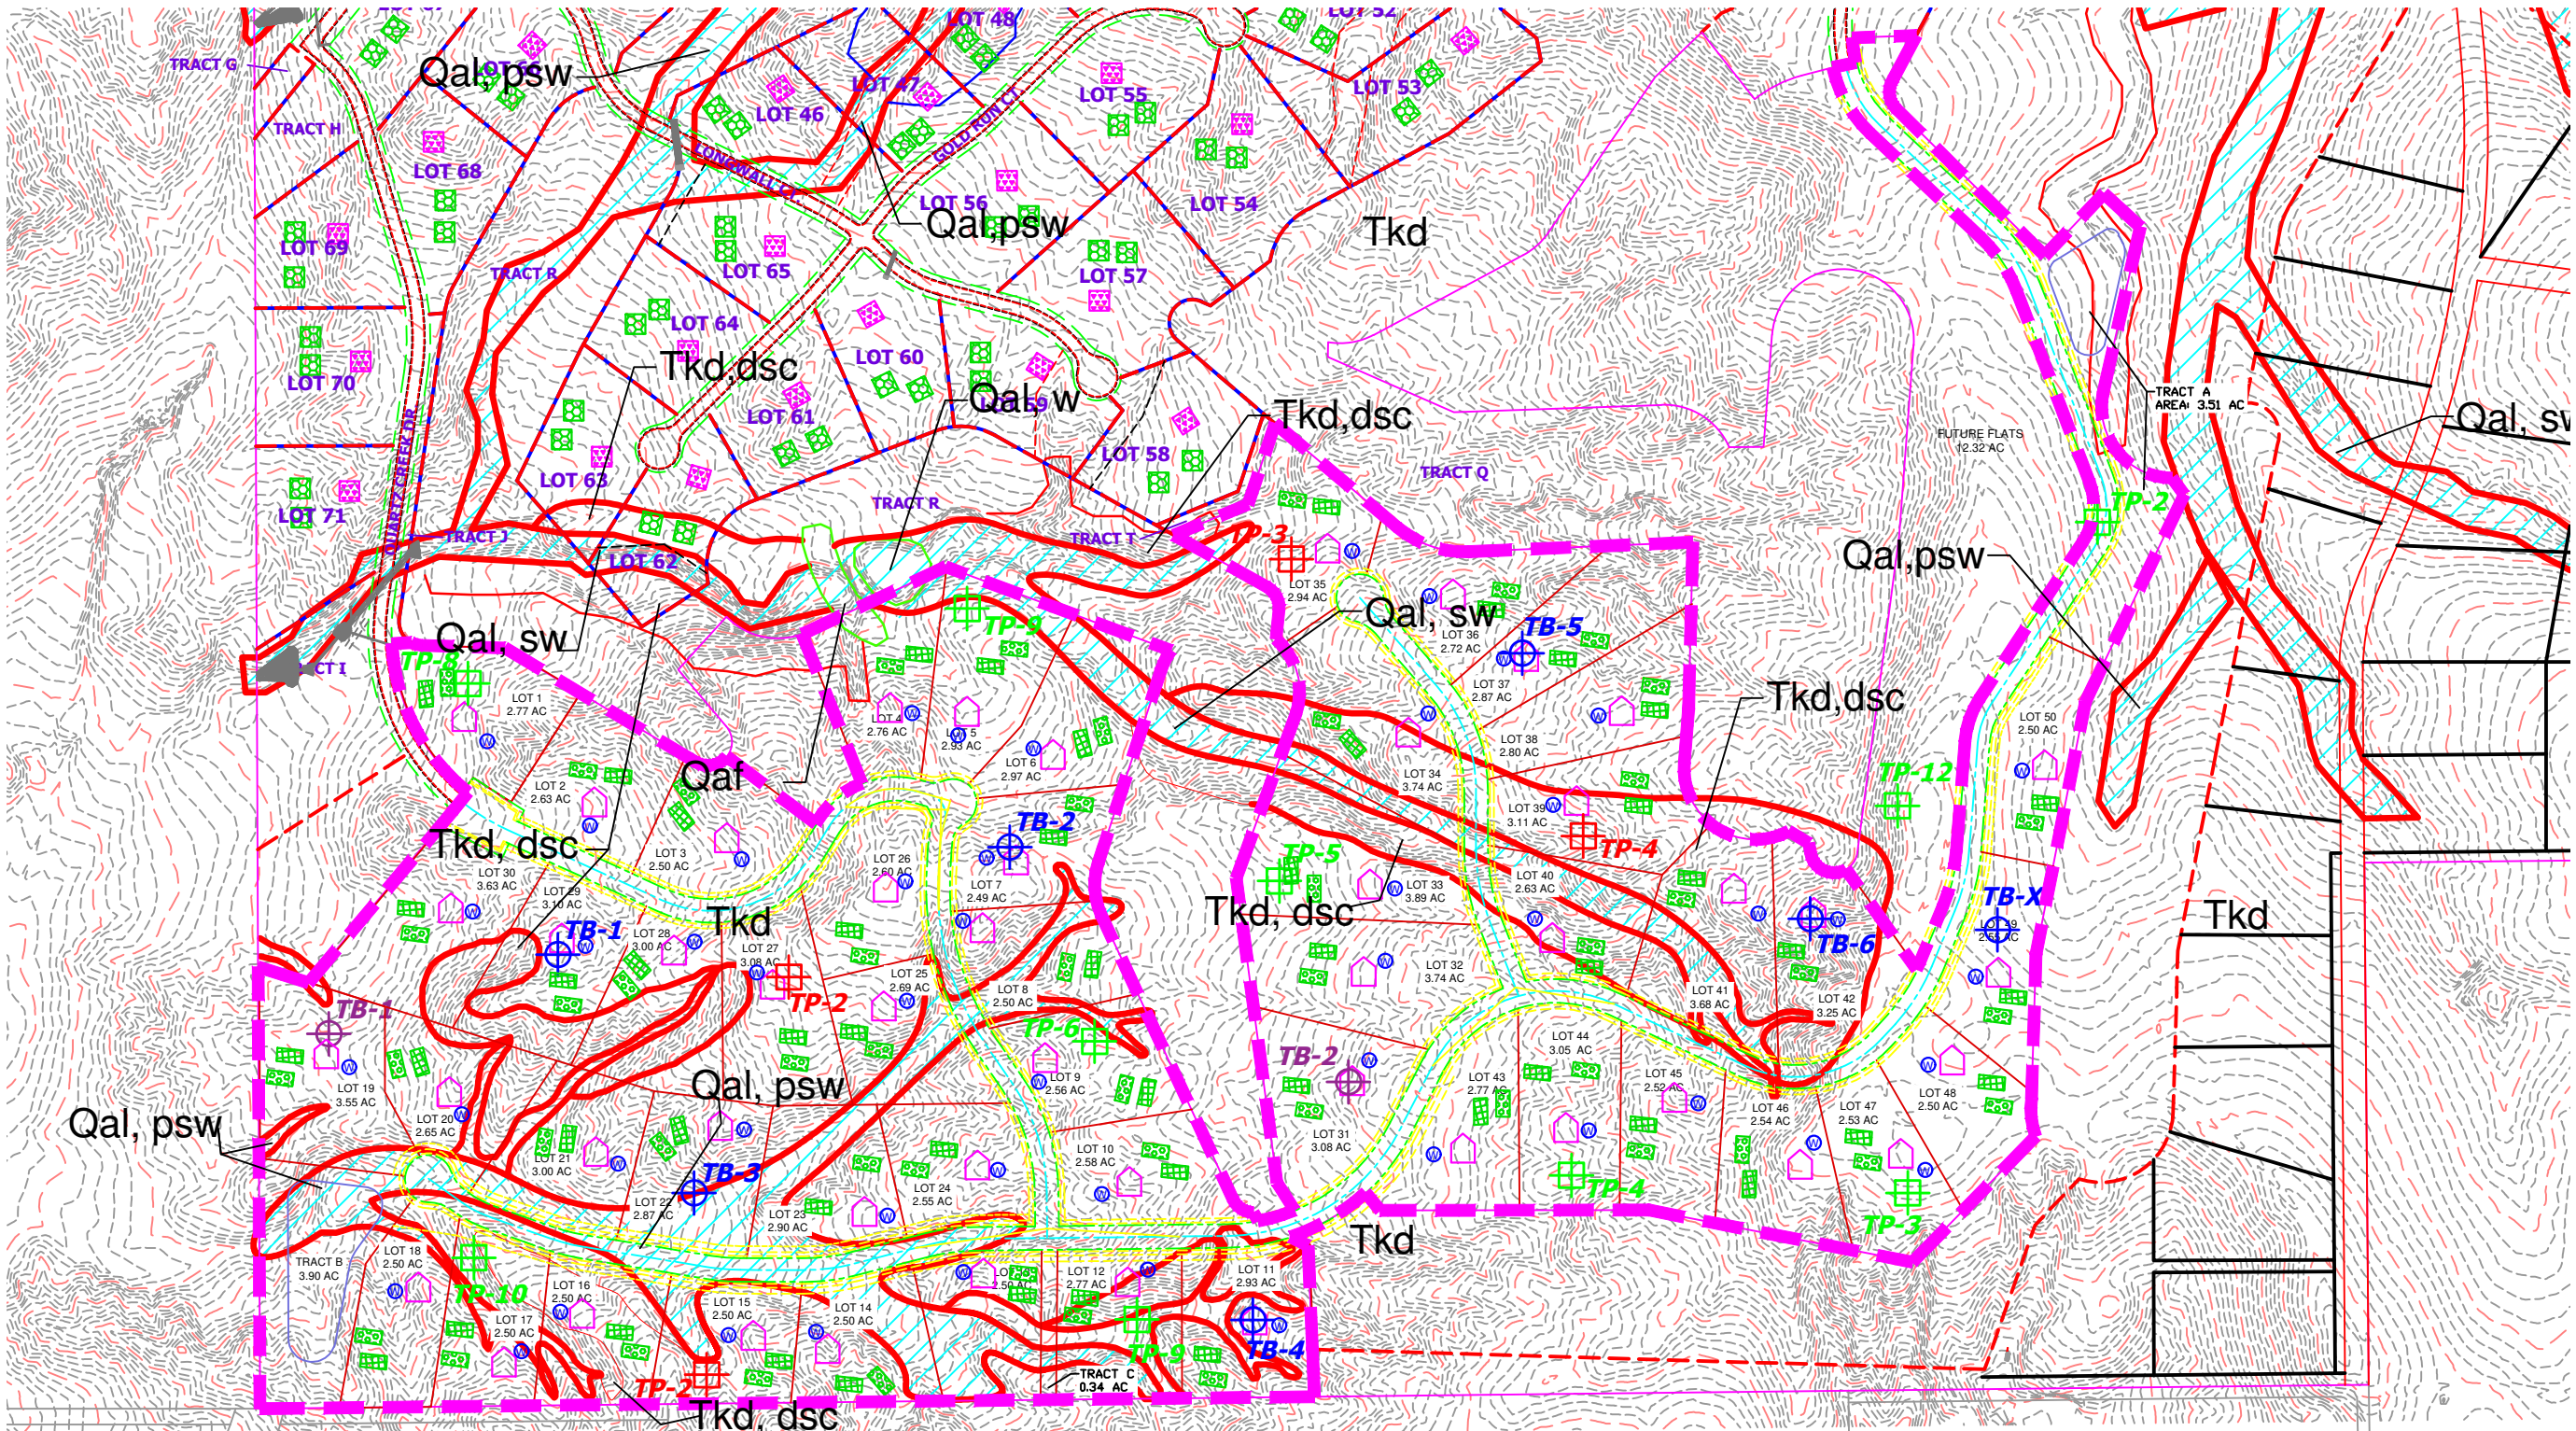 LOT 48
LOT 52
TRACT G
Qal, psw
LOT 47
LOT 46
LOT 55
LOT 53
TRACT H
GOLD RUN CT.
LONGWALL CT.
LOT 68
LOT 56
Qal,psw
LOT 54
Tkd
LOT 69
TRACT R
LOT 65
LOT 57
LOT 64
Tkd,dsc
LOT 60
LOT 70
Qal, w
LOT 59
LOT 61
Tkd,dsc
TRACT A
AREA: 3.51 AC
QUARTZ CREEK DR
FUTURE FLATS
12.32 AC
LOT 58
TRACT Q
LOT 63
TRACT R
LOT 71
TP-2
TRACT J
TRACT T
TP-3
LOT 62
Qal,psw
LOT 35
2.94 AC
Qal, sw
TP-9
Qal, sw
TB-5
LOT 36
2.72 AC
TP-8
LOT 1
2.77 AC
LOT 37
2.87 AC
Tkd,dsc
LOT 4
2.76 AC
LOT 5
2.93 AC
LOT 50
2.50 AC
LOT 38
2.80 AC
LOT 6
2.97 AC
Qaf
LOT 34
3.74 AC
TP-12
LOT 2
2.63 AC
LOT 39
3.11 AC
TB-2
Tkd, dsc
TP-4
LOT 3
2.50 AC
TP-5
LOT 26
2.60 AC
LOT 30
3.63 AC
LOT 29
3.10 AC
LOT 7
2.49 AC
LOT 33
3.89 AC
LOT 40
2.63 AC
TB-X
Tkd, dsc
Tkd
Tkd
TB-1
LOT 28
3.00 AC
TB-6
LOT 27
3.08 AC
LOT 25
2.69 AC
LOT 32
3.74 AC
LOT 8
2.50 AC
LOT 41
3.68 AC
LOT 42
3.25 AC
TP-2
TB-1
TP-6
TB-2
LOT 44
3.05 AC
LOT 19
3.55 AC
Qal, psw
LOT 9
2.56 AC
LOT 43
2.77 AC
LOT 45
2.52 AC
LOT 48
2.50 AC
LOT 20
2.65 AC
Qal, psw
LOT 46
2.54 AC
LOT 47
2.53 AC
LOT 31
3.08 AC
LOT 21
3.00 AC
LOT 10
2.58 AC
TB-3
TP-4
LOT 24
2.55 AC
LOT 22
2.87 AC
LOT 23
2.90 AC
TP-3
Tkd
LOT 18
2.50 AC
TRACT B
3.90 AC
LOT 12
2.77 AC
LOT 11
2.93 AC
TP-10
LOT 16
2.50 AC
LOT 15
2.50 AC
LOT 14
2.50 AC
LOT 17
2.50 AC
TP-9
TB-4
TP-2
TRACT C
0.34 AC
Tkd, dsc